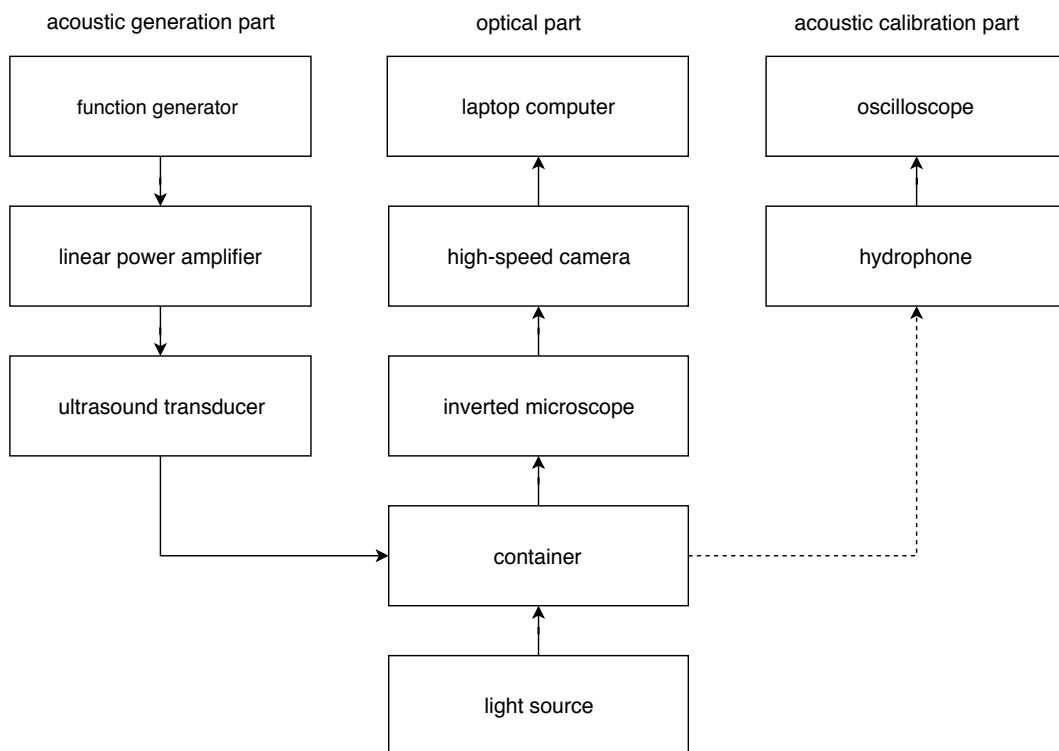 acoustic generation part
optical part
acoustic calibration part
function generator
laptop computer
oscilloscope
linear power amplifier
high-speed camera
hydrophone
ultrasound transducer
inverted microscope
container
light source